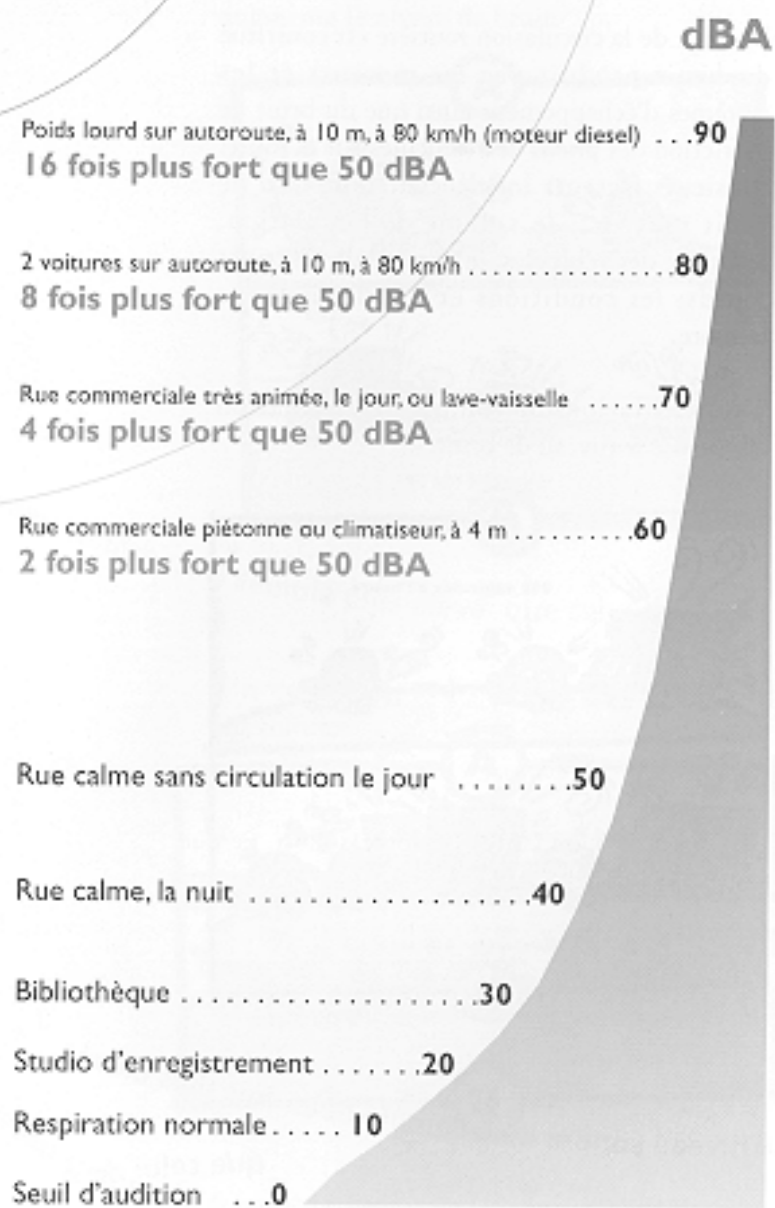 dBA
Poids lourd sur autoroute, à 10 m, à 80 km/h (moteur diesel) ...90
16 fois plus fort que 50 dBA
2 voitures sur autoroute, à 10 m, à 80 km/h ................80
8 fois plus fort que 50 dBA
Rue commerciale très animée, le jour, ou lave-vaisselle ......70
4 fois plus fort que 50 dBA
Rue commerciale piétonne ou climatiseur, à 4 m ..........60
2 fois plus fort que 50 dBA
Rue calme sans circulation le jour ........50
Rue calme, la nuit ...................40
Bibliothèque ....................30
Studio d'enregistrement .......20
Respiration normale..... 10
Seuil d'audition ...0